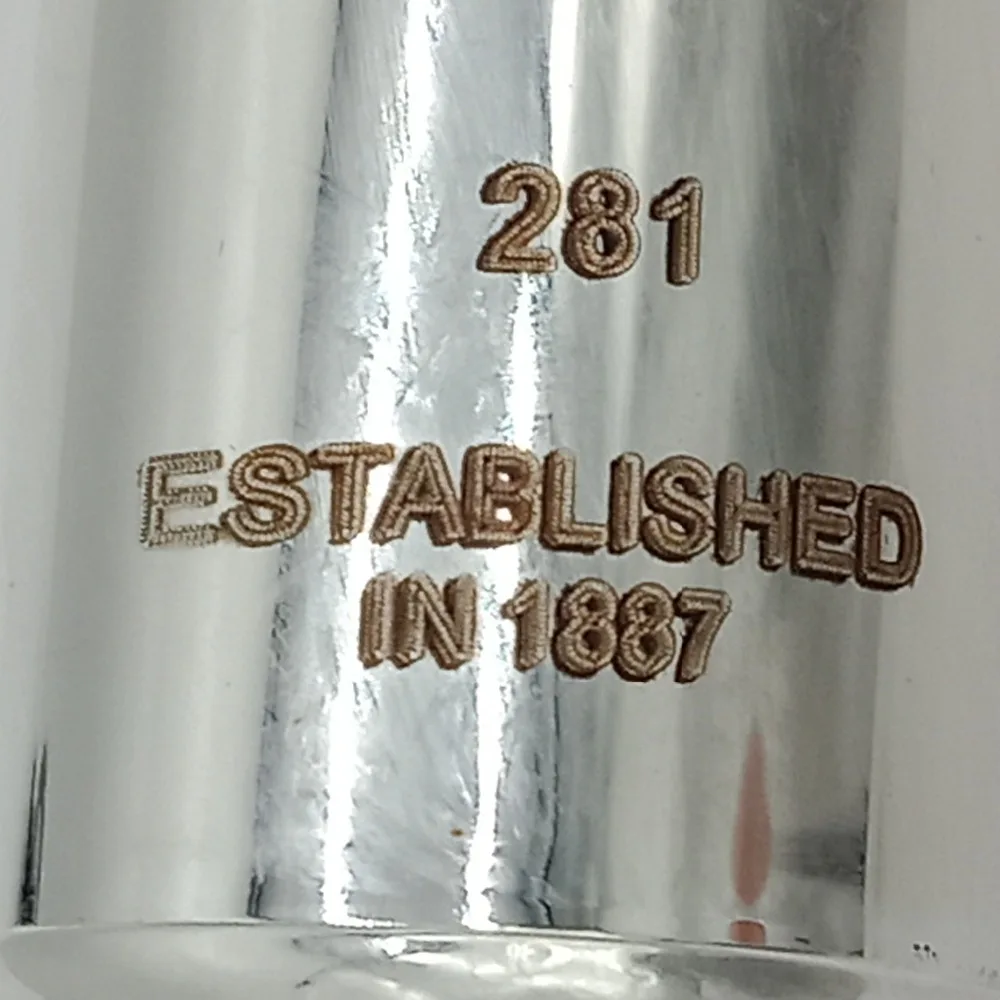 281
ESTABLISHED
IN 1887